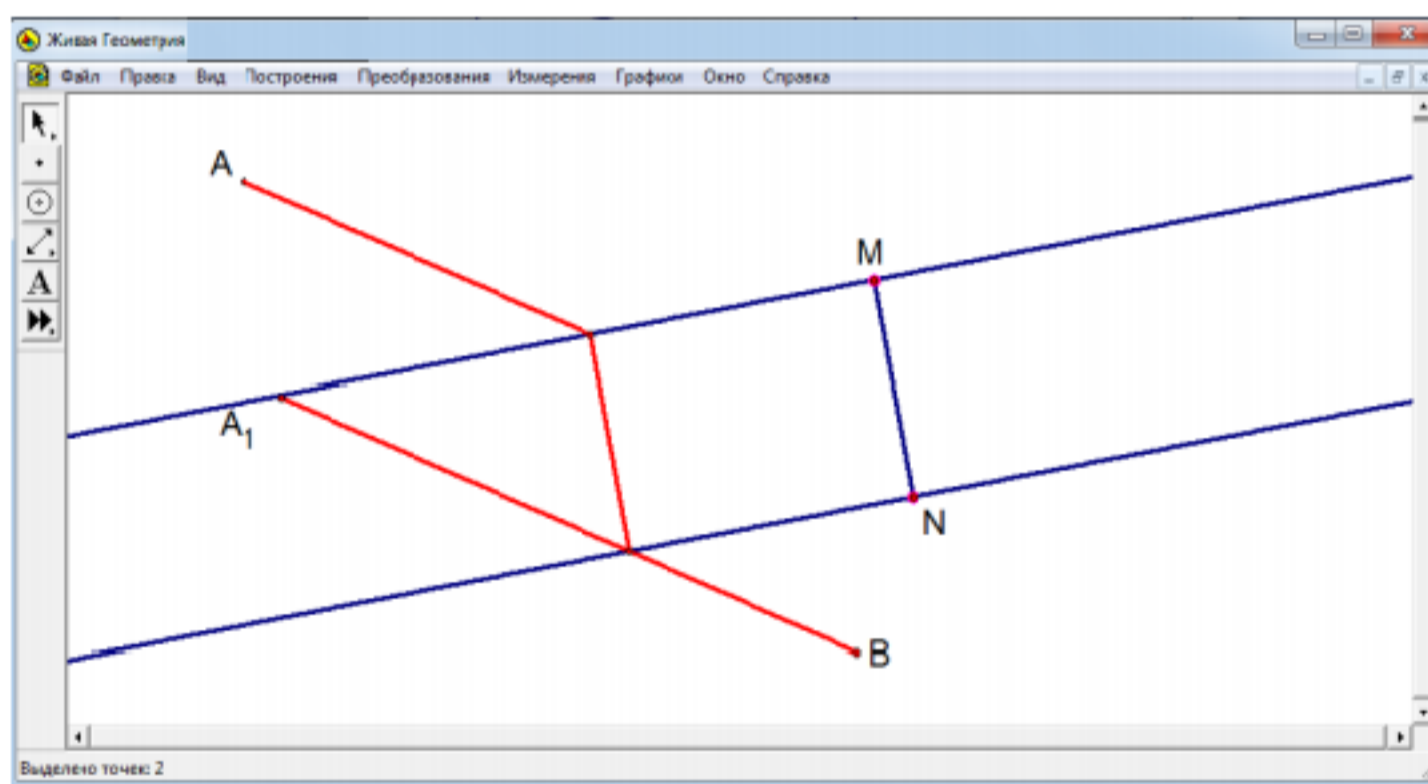 Живая Геометрия
Файл Правка Вид Построения Преобразования Измерения Графики Окно Справка
A
A
M
A₁
N
B
Выделено точек: 2